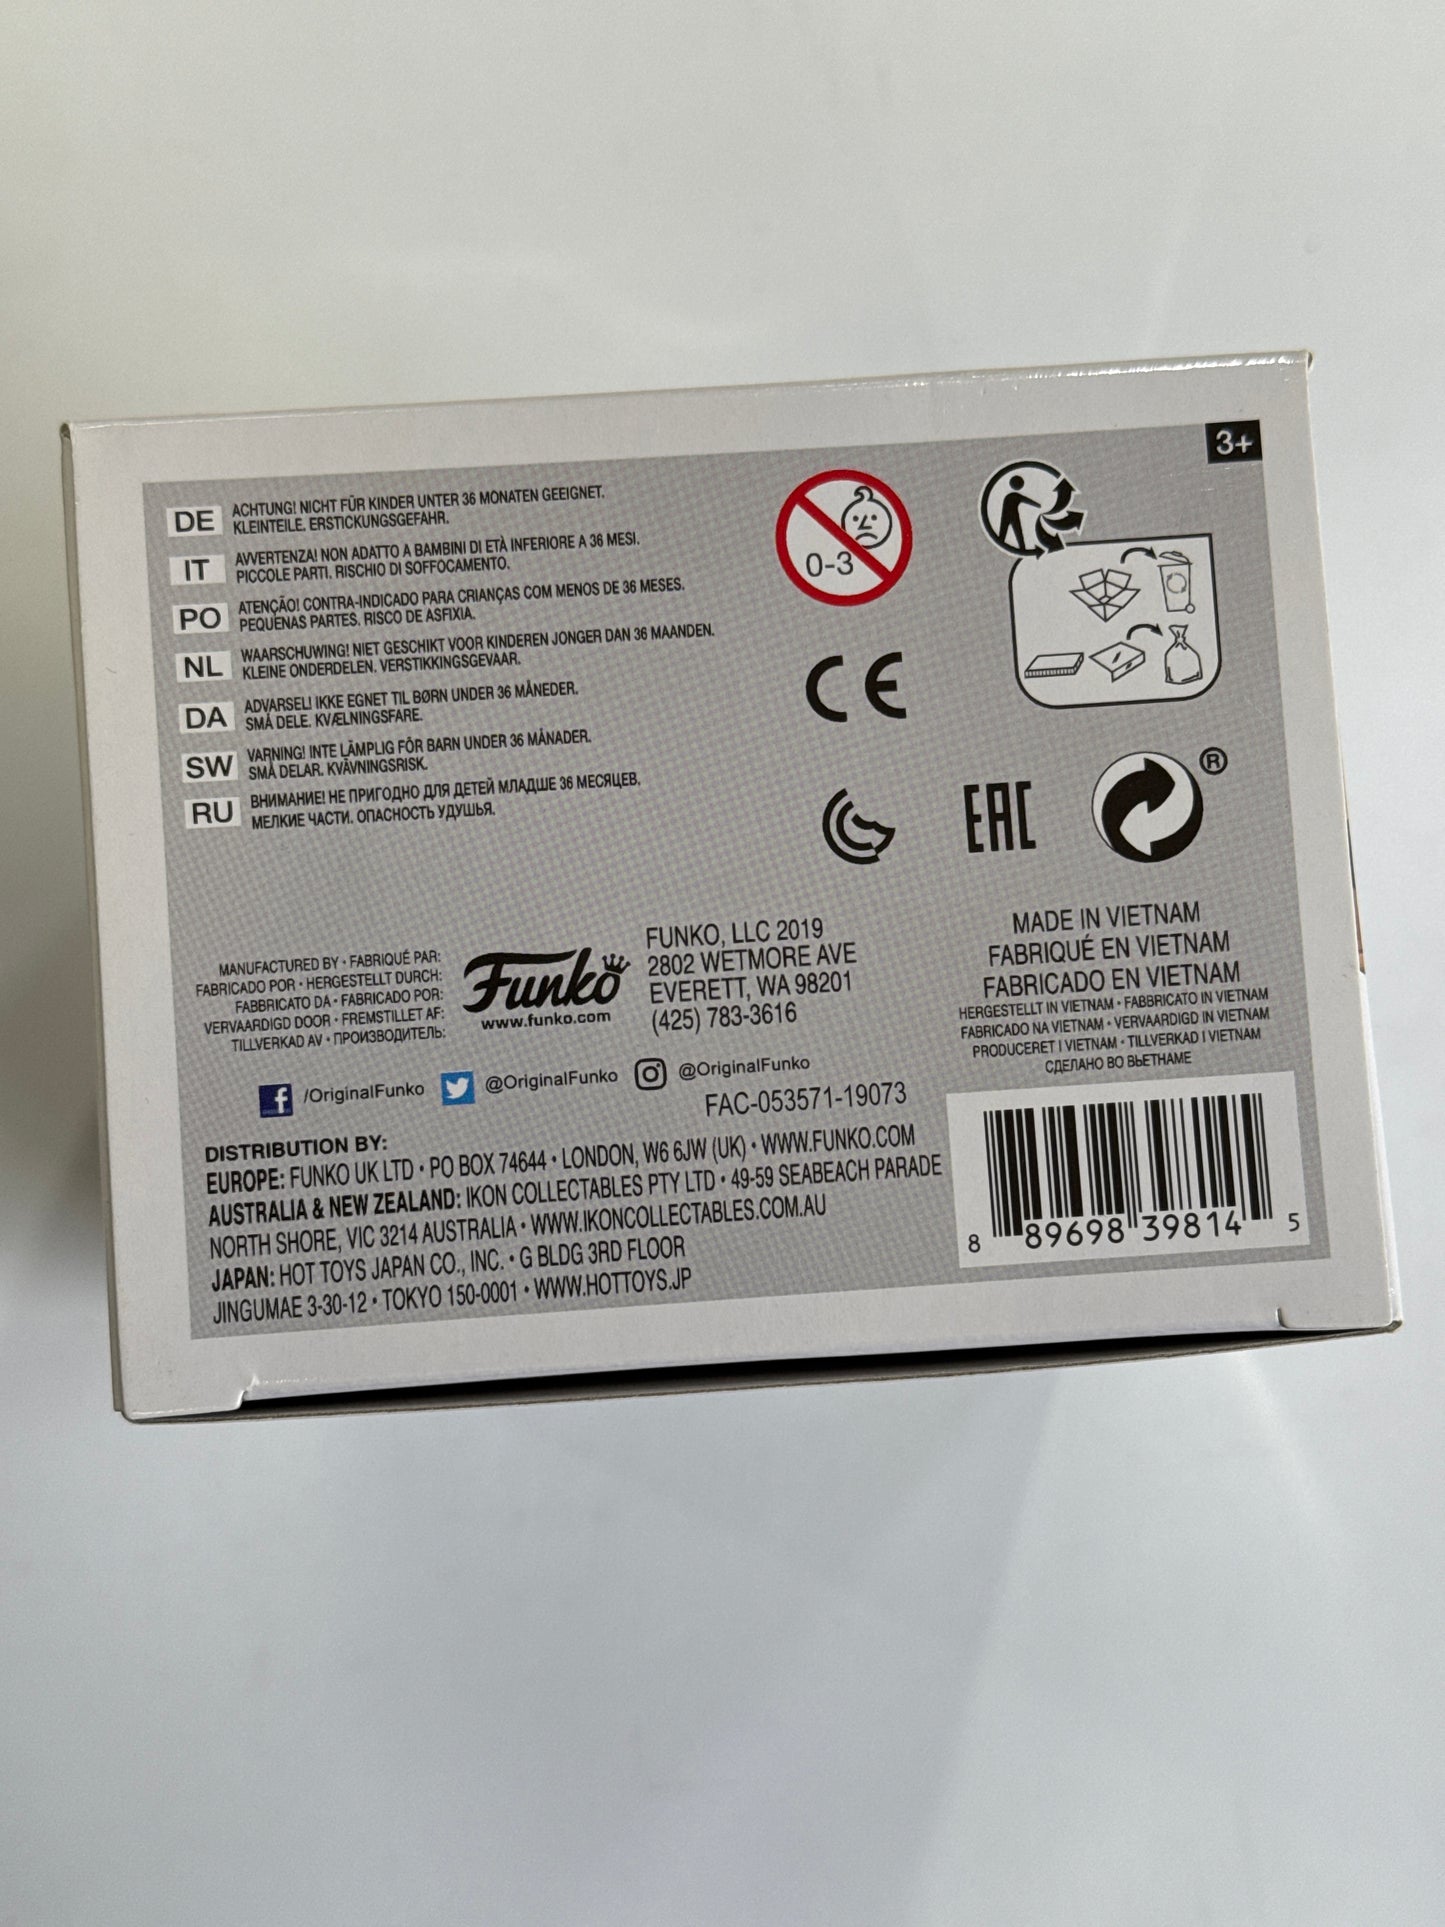 3+
DE
ACHTUNG! NICHT FÜR KINDER UNTER 36 MONATEN GEEIGNET.
KLEINTEILE. ERSTICKUNGSGEFAHR.
IT
AVVERTENZA! NON ADATTO A BAMBINI DI ETÀ INFERIORE A 36 MESI.
PICCOLE PARTI. RISCHIO DI SOFFOCAMENTO.
PO
ATENÇÃO! CONTRA-INDICADO PARA CRIANÇAS COM MENOS DE 36 MESES.
PEQUENAS PARTES. RISCO DE ASFIXIA.
NL
WAARSCHUWING! NIET GESCHIKT VOOR KINDEREN JONGER DAN 36 MAANDEN.
KLEINE ONDERDELEN. VERSTIKKINGSGEVAAR.
DA
ADVARSEL! IKKE EGNET TIL BØRN UNDER 36 MÅNEDER.
SMÅ DELE. KVÆLNINGSFARE.
SW
VARNING! INTE LÄMPLIG FÖR BARN UNDER 36 MÅNADER.
SMÅ DELAR. KVÄVNINGSRISK.
RU
ВНИМАНИЕ! НЕ ПРИГОДНО ДЛЯ ДЕТЕЙ МЛАДШЕ 36 МЕСЯЦЕВ.
МЕЛКИЕ ЧАСТИ. ОПАСНОСТЬ УДУШЬЯ.
0-3
CE
EAC
®
MANUFACTURED BY • FABRIQUÉ PAR:
FABRICADO POR • HERGESTELLT DURCH:
FABBRICATO DA • FABRICADO POR:
VERVAARDIGD DOOR • FREMSTILLET AF:
TILLVERKAD AV • ПРОИЗВОДИТЕЛЬ:
Funko
www.funko.com
FUNKO, LLC 2019
2802 WETMORE AVE
EVERETT, WA 98201
(425) 783-3616
MADE IN VIETNAM
FABRIQUÉ EN VIETNAM
FABRICADO EN VIETNAM
HERGESTELLT IN VIETNAM • FABBRICATO IN VIETNAM
FABRICADO NA VIETNAM • VERVAARDIGD IN VIETNAM
PRODUCERET I VIETNAM • TILLVERKAD I VIETNAM
СДЕЛАНО ВО ВЬЕТНАМЕ
f /OriginalFunko @OriginalFunko @OriginalFunko
FAC-053571-19073
DISTRIBUTION BY:
EUROPE: FUNKO UK LTD • PO BOX 74644 • LONDON, W6 6JW (UK) • WWW.FUNKO.COM
AUSTRALIA & NEW ZEALAND: IKON COLLECTABLES PTY LTD • 49-59 SEABEACH PARADE
NORTH SHORE, VIC 3214 AUSTRALIA • WWW.IKONCOLLECTABLES.COM.AU
JAPAN: HOT TOYS JAPAN CO., INC. • G BLDG 3RD FLOOR
JINGUMAE 3-30-12 • TOKYO 150-0001 • WWW.HOTTOYS.JP
8 89698 39814 5